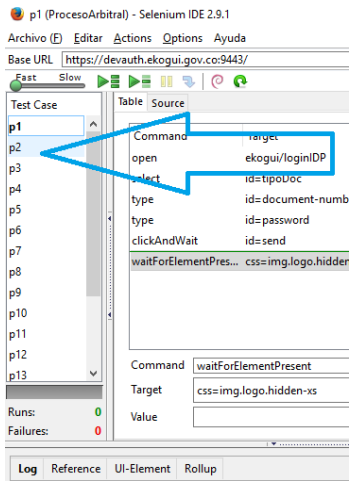 p1 (ProcesoArbitral) - Selenium IDE 2.9.1
Archivo (F) Editar Actions Options Ayuda
Base URL https://devauth.ekogui.gov.co:9443/
Fast Slow
Test Case
Table Source
Command Target
open ekogui/loginIDP
select id=tipoDoc
type id=document-numb
type id=password
clickAndWait id=send
waitForElementPres... css=img.logo.hidden
p1
p2
p3
p4
p5
p6
p7
p8
p9
p10
p11
p12
p13
Command waitForElementPresent
Target css=img.logo.hidden-xs
Value
Runs: 0
Failures: 0
Log Reference UI-Element Rollup